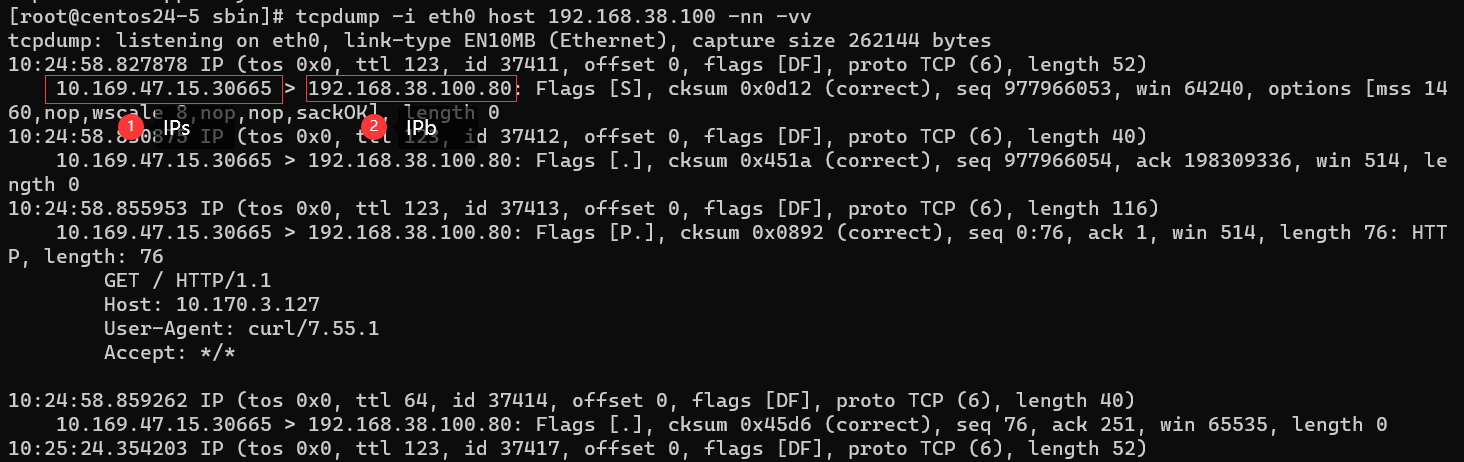 [root@centos24-5 sbin]# tcpdump -i eth0 host 192.168.38.100 -nn -vv
tcpdump: listening on eth0, link-type EN10MB (Ethernet), capture size 262144 bytes
10:24:58.827878 IP (tos 0x0, ttl 123, id 37411, offset 0, flags [DF], proto TCP (6), length 52)
    10.169.47.15.30665 > 192.168.38.100.80: Flags [S], cksum 0x0d12 (correct), seq 977966053, win 64240, options [mss 14
60,nop,wscale 8,nop,nop,sackOK], length 0
1 IPs 2 IPb
10:24:58.830875 IP (tos 0x0, ttl 123, id 37412, offset 0, flags [DF], proto TCP (6), length 40)
    10.169.47.15.30665 > 192.168.38.100.80: Flags [.], cksum 0x451a (correct), seq 977966054, ack 198309336, win 514, le
ngth 0
10:24:58.855953 IP (tos 0x0, ttl 123, id 37413, offset 0, flags [DF], proto TCP (6), length 116)
    10.169.47.15.30665 > 192.168.38.100.80: Flags [P.], cksum 0x0892 (correct), seq 0:76, ack 1, win 514, length 76: HTT
P, length: 76
        GET / HTTP/1.1
        Host: 10.170.3.127
        User-Agent: curl/7.55.1
        Accept: */*
10:24:58.859262 IP (tos 0x0, ttl 64, id 37414, offset 0, flags [DF], proto TCP (6), length 40)
    10.169.47.15.30665 > 192.168.38.100.80: Flags [.], cksum 0x45d6 (correct), seq 76, ack 251, win 65535, length 0
10:25:24.354203 IP (tos 0x0, ttl 123, id 37417, offset 0, flags [DF], proto TCP (6), length 52)